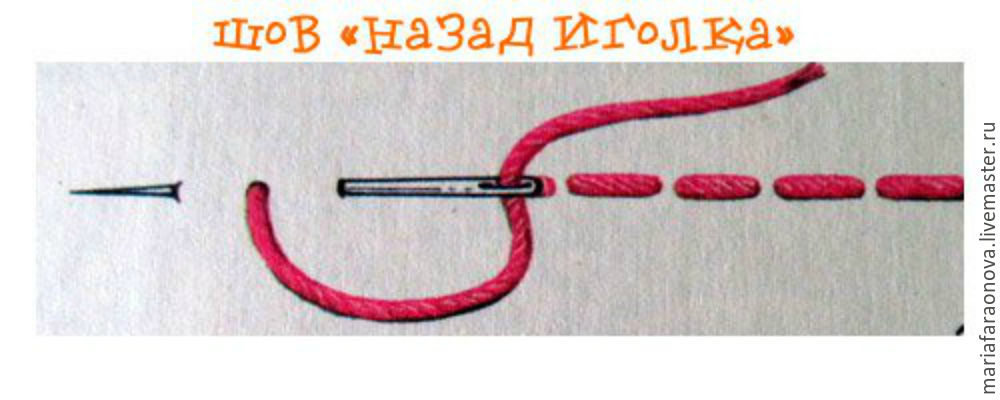 шов «назад иголка»
mariafaraonova.livemaster.ru